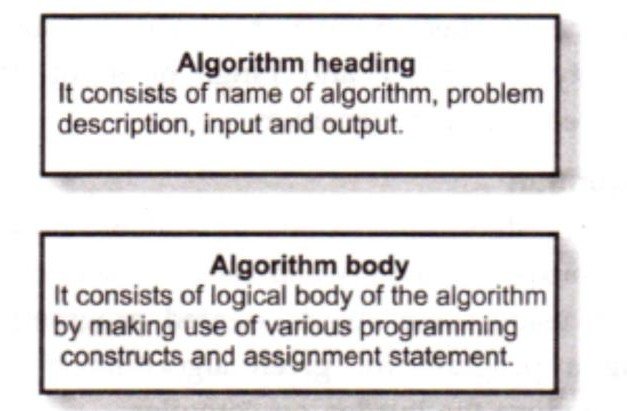 Algorithm heading
It consists of name of algorithm, problem
description, input and output.
Algorithm body
It consists of logical body of the algorithm
by making use of various programming
constructs and assignment statement.